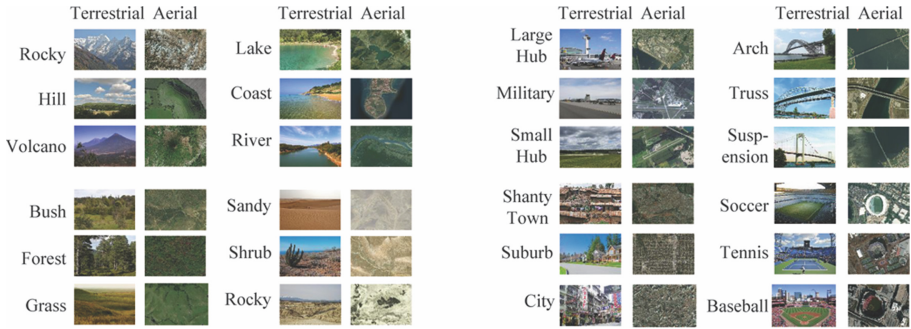 Terrestrial Aerial
Rocky
Hill
Volcano
Bush
Forest
Grass
Terrestrial Aerial
Lake
Coast
River
Sandy
Shrub
Rocky
Terrestrial Aerial
Large
Hub
Military
Small
Hub
Shanty
Town
Suburb
City
Terrestrial Aerial
Arch
Truss
Susp-
ension
Soccer
Tennis
Baseball